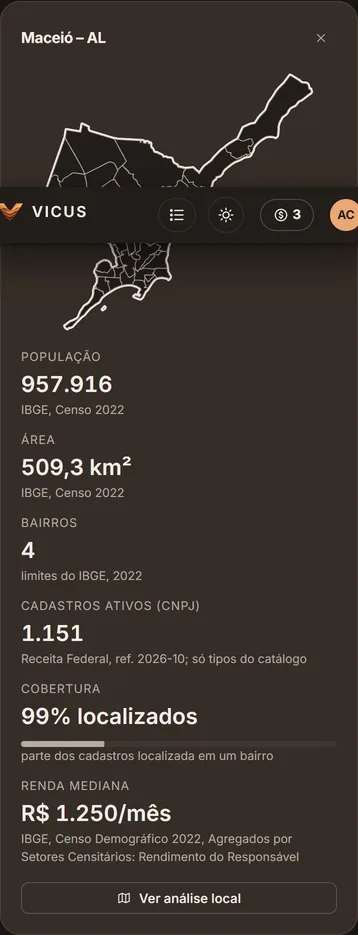 Maceió – AL
VICUS
3
AC
POPULAÇÃO
957.916
IBGE, Censo 2022
ÁREA
509,3 km²
IBGE, Censo 2022
BAIRROS
4
limites do IBGE, 2022
CADASTROS ATIVOS (CNPJ)
1.151
Receita Federal, ref. 2026-10; só tipos do catálogo
COBERTURA
99% localizados
parte dos cadastros localizada em um bairro
RENDA MEDIANA
R$ 1.250/mês
IBGE, Censo Demográfico 2022, Agregados por
Setores Censitários: Rendimento do Responsável
Ver análise local